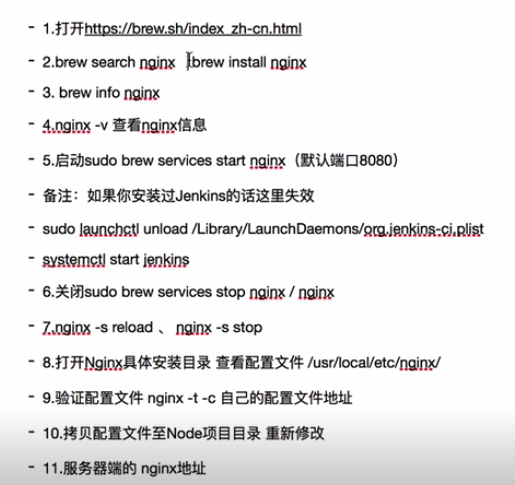 - 1.打开https://brew.sh/index_zh-cn.html
- 2.brew search nginx brew install nginx
- 3. brew info nginx
- 4.nginx -v 查看nginx信息
- 5.启动sudo brew services start nginx（默认端口8080）
- 备注：如果你安装过Jenkins的话这里失效
- sudo launchctl unload /Library/LaunchDaemons/org.jenkins-ci.plist
- systemctl start jenkins
- 6.关闭sudo brew services stop nginx / nginx
- 7.nginx -s reload 、 nginx -s stop
- 8.打开Nginx具体安装目录 查看配置文件 /usr/local/etc/nginx/
- 9.验证配置文件 nginx -t -c 自己的配置文件地址
- 10.拷贝配置文件至Node项目目录 重新修改
- 11.服务器端的 nginx地址